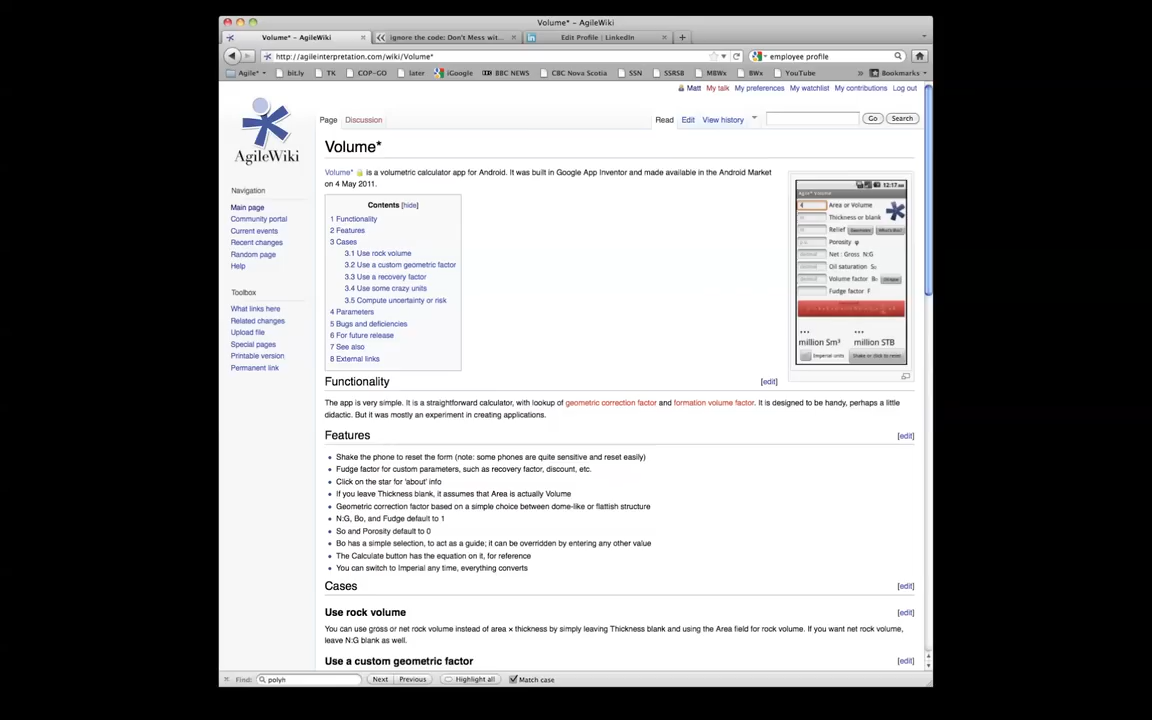 Volume* – AgileWiki
Volume* – AgileWiki
ignore the code: Don't Mess wit...
Edit Profile | LinkedIn
http://agileinterpretation.com/wiki/Volume*
employee profile
Agile*
bit.ly
TK
COP-GO
later
iGoogle
BBC NEWS
CBC Nova Scotia
SSN
SSRSB
MBWx
BWx
YouTube
Bookmarks
Matt My talk My preferences My watchlist My contributions Log out
Page Discussion
Read Edit View history
Go Search
AgileWiki
Navigation
Main page
Community portal
Current events
Recent changes
Random page
Help
Toolbox
What links here
Related changes
Upload file
Special pages
Printable version
Permanent link
Volume*
Volume* is a volumetric calculator app for Android. It was built in Google App Inventor and made available in the Android Market
on 4 May 2011.
Contents [hide]
1 Functionality
2 Features
3 Cases
3.1 Use rock volume
3.2 Use a custom geometric factor
3.3 Use a recovery factor
3.4 Use some crazy units
3.5 Compute uncertainty or risk
4 Parameters
5 Bugs and deficiencies
6 For future release
7 See also
8 External links
12:17
Area or Volume
Thickness or blank
Relief
Porosity φ
Net : Gross N:G
Oil saturation
Volume factor
Fudge factor F
million Sm³ million STB
Imperial units
Functionality [edit]
The app is very simple. It is a straightforward calculator, with lookup of geometric correction factor and formation volume factor. It is designed to be handy, perhaps a little
didactic. But it was mostly an experiment in creating applications.
Features [edit]
Shake the phone to reset the form (note: some phones are quite sensitive and reset easily)
Fudge factor for custom parameters, such as recovery factor, discount, etc.
Click on the star for 'about' info
If you leave Thickness blank, it assumes that Area is actually Volume
Geometric correction factor based on a simple choice between dome-like or flattish structure
N:G, Bo, and Fudge default to 1
So and Porosity default to 0
Bo has a simple selection, to act as a guide; it can be overridden by entering any other value
The Calculate button has the equation on it, for reference
You can switch to Imperial any time, everything converts
Cases [edit]
Use rock volume [edit]
You can use gross or net rock volume instead of area × thickness by simply leaving Thickness blank and using the Area field for rock volume. If you want net rock volume,
leave N:G blank as well.
Use a custom geometric factor [edit]
Find: polyh Next Previous Highlight all Match case